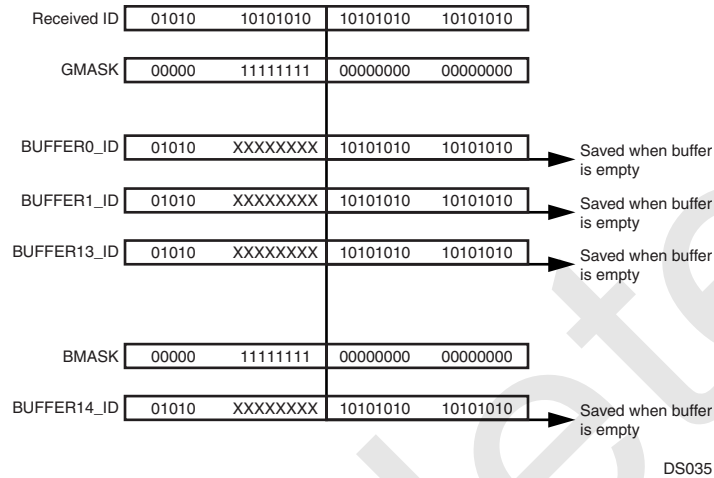 Received ID 01010 10101010 10101010 10101010
GMASK 00000 11111111 00000000 00000000
BUFFER0_ID 01010 XXXXXXXX 10101010 10101010 Saved when buffer
is empty
BUFFER1_ID 01010 XXXXXXXX 10101010 10101010 Saved when buffer
is empty
BUFFER13_ID 01010 XXXXXXXX 10101010 10101010 Saved when buffer
is empty
BMASK 00000 11111111 00000000 00000000
BUFFER14_ID 01010 XXXXXXXX 10101010 10101010 Saved when buffer
is empty
DS035